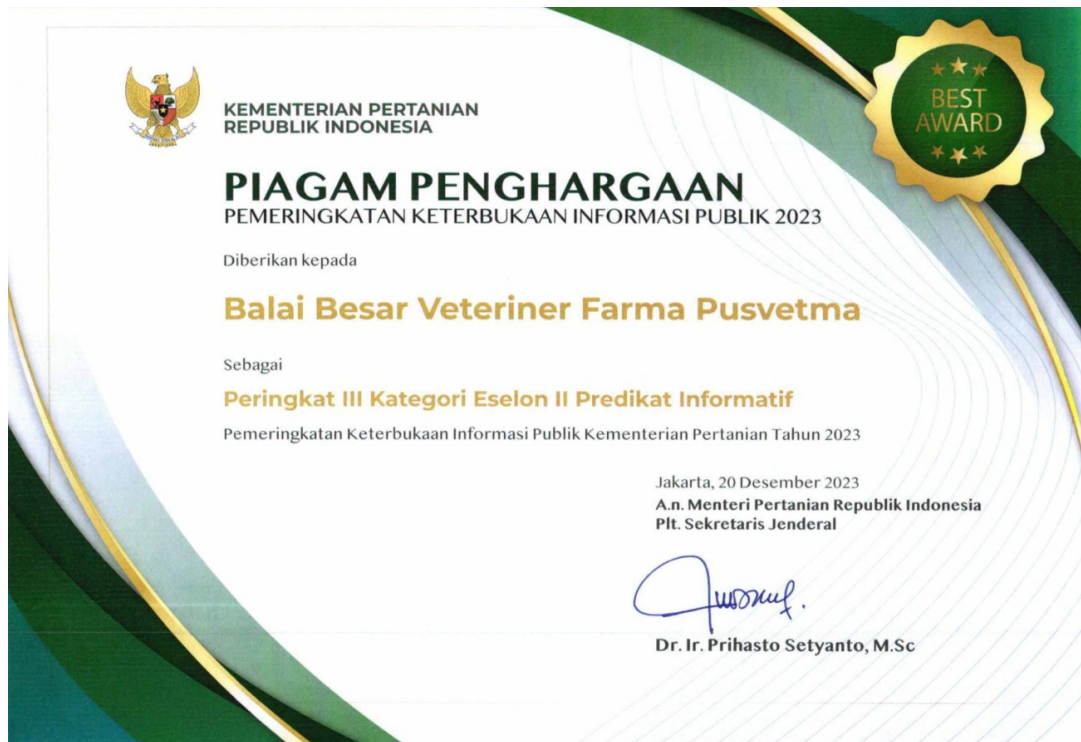 KEMENTERIAN PERTANIAN
REPUBLIK INDONESIA
BEST
AWARD
PIAGAM PENGHARGAAN
PEMERINGKATAN KETERBUKAAN INFORMASI PUBLIK 2023
Diberikan kepada
Balai Besar Veteriner Farma Pusvetma
Sebagai
Peringkat III Kategori Eselon II Predikat Informatif
Pemeringkatan Keterbukaan Informasi Publik Kementerian Pertanian Tahun 2023
Jakarta, 20 Desember 2023
A.n. Menteri Pertanian Republik Indonesia
Plt. Sekretaris Jenderal
Dr. Ir. Prihasto Setyanto, M.Sc